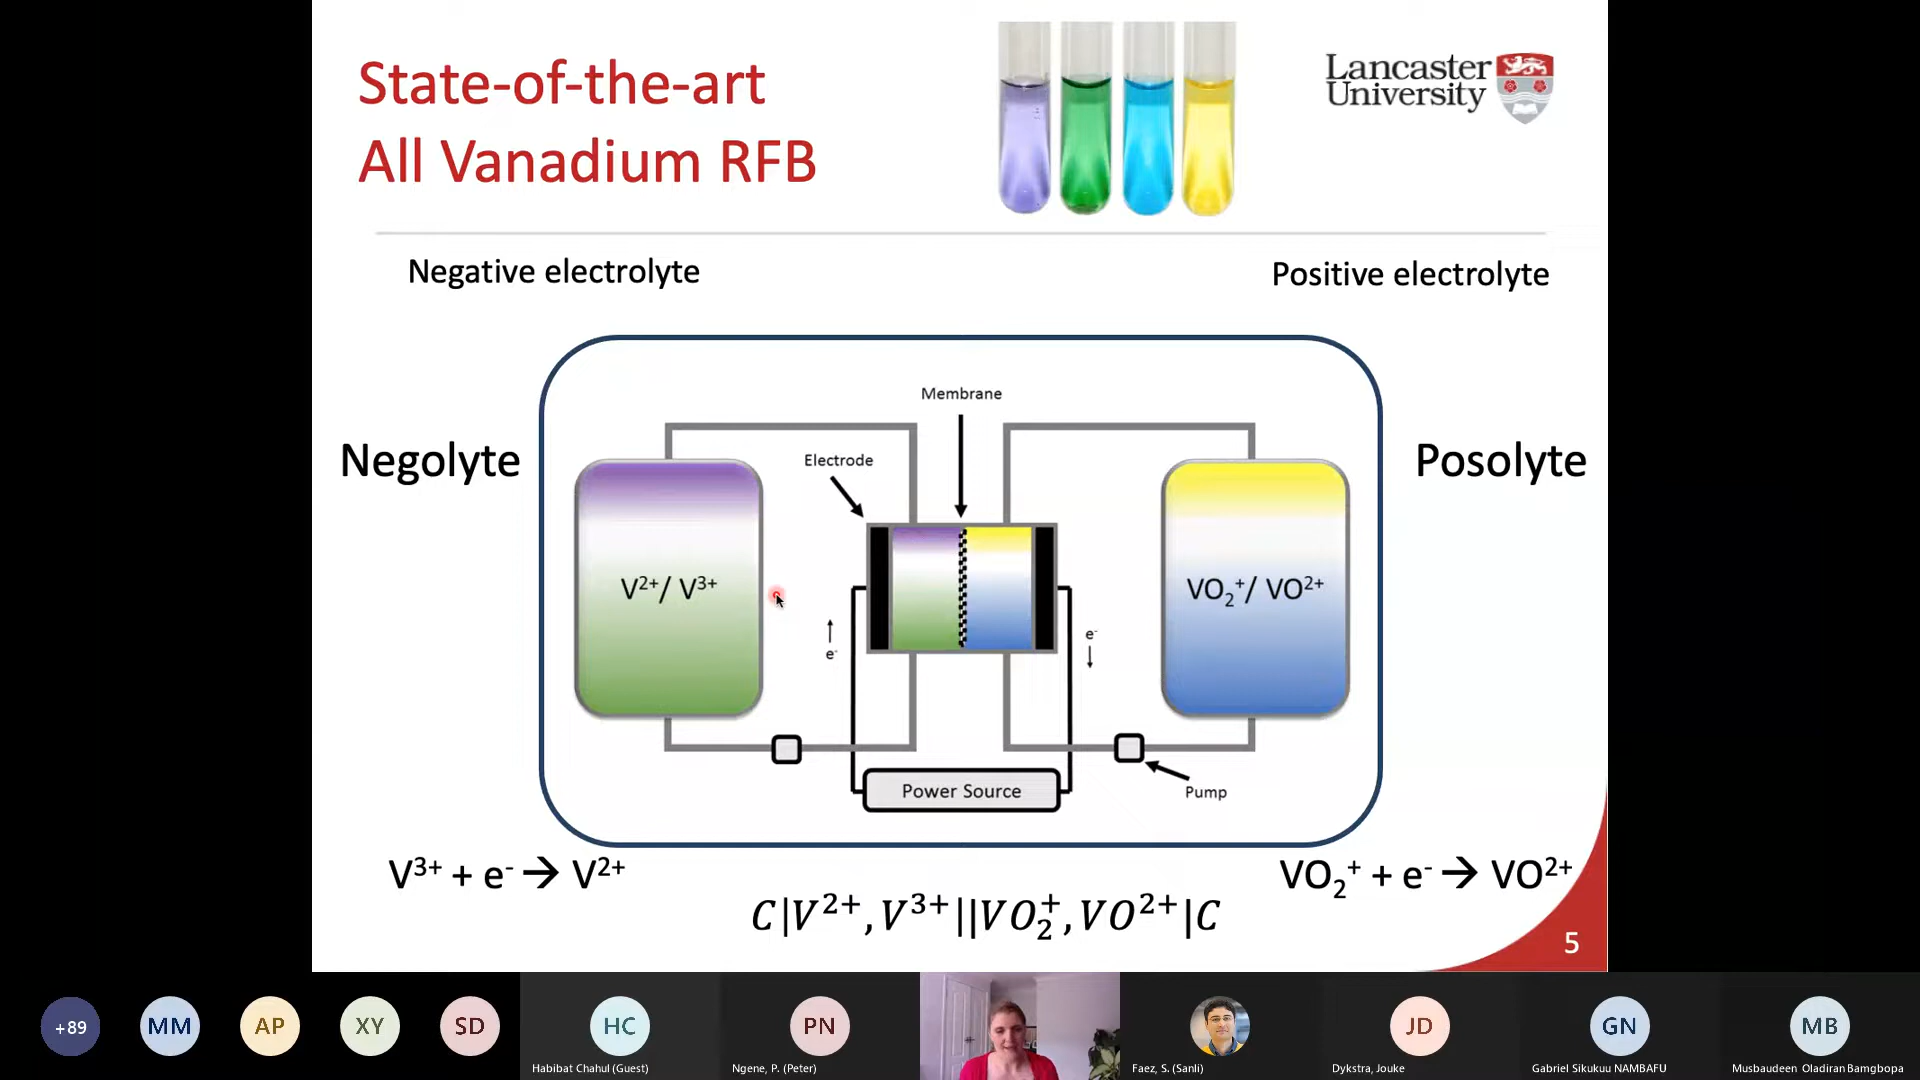 State-of-the-art
All Vanadium RFB
Lancaster
University
Negative electrolyte
Positive electrolyte
Membrane
Electrode
Negolyte
Posolyte
V²⁺/ V³⁺
VO₂⁺/ VO²⁺
e⁻
e⁻
Power Source
Pump
V³⁺ + e⁻ → V²⁺
VO₂⁺ + e⁻ → VO²⁺
C|V²⁺,V³⁺||VO₂⁺,VO²⁺|C
5
+89
MM
AP
XY
SD
HC
PN
JD
GN
MB
Habibat Chahul (Guest)
Ngene, P. (Peter)
Faez, S. (Sanli)
Dykstra, Jouke
Gabriel Sikukuu NAMBAFU
Musbaudeen Oladiran Bamgbopa